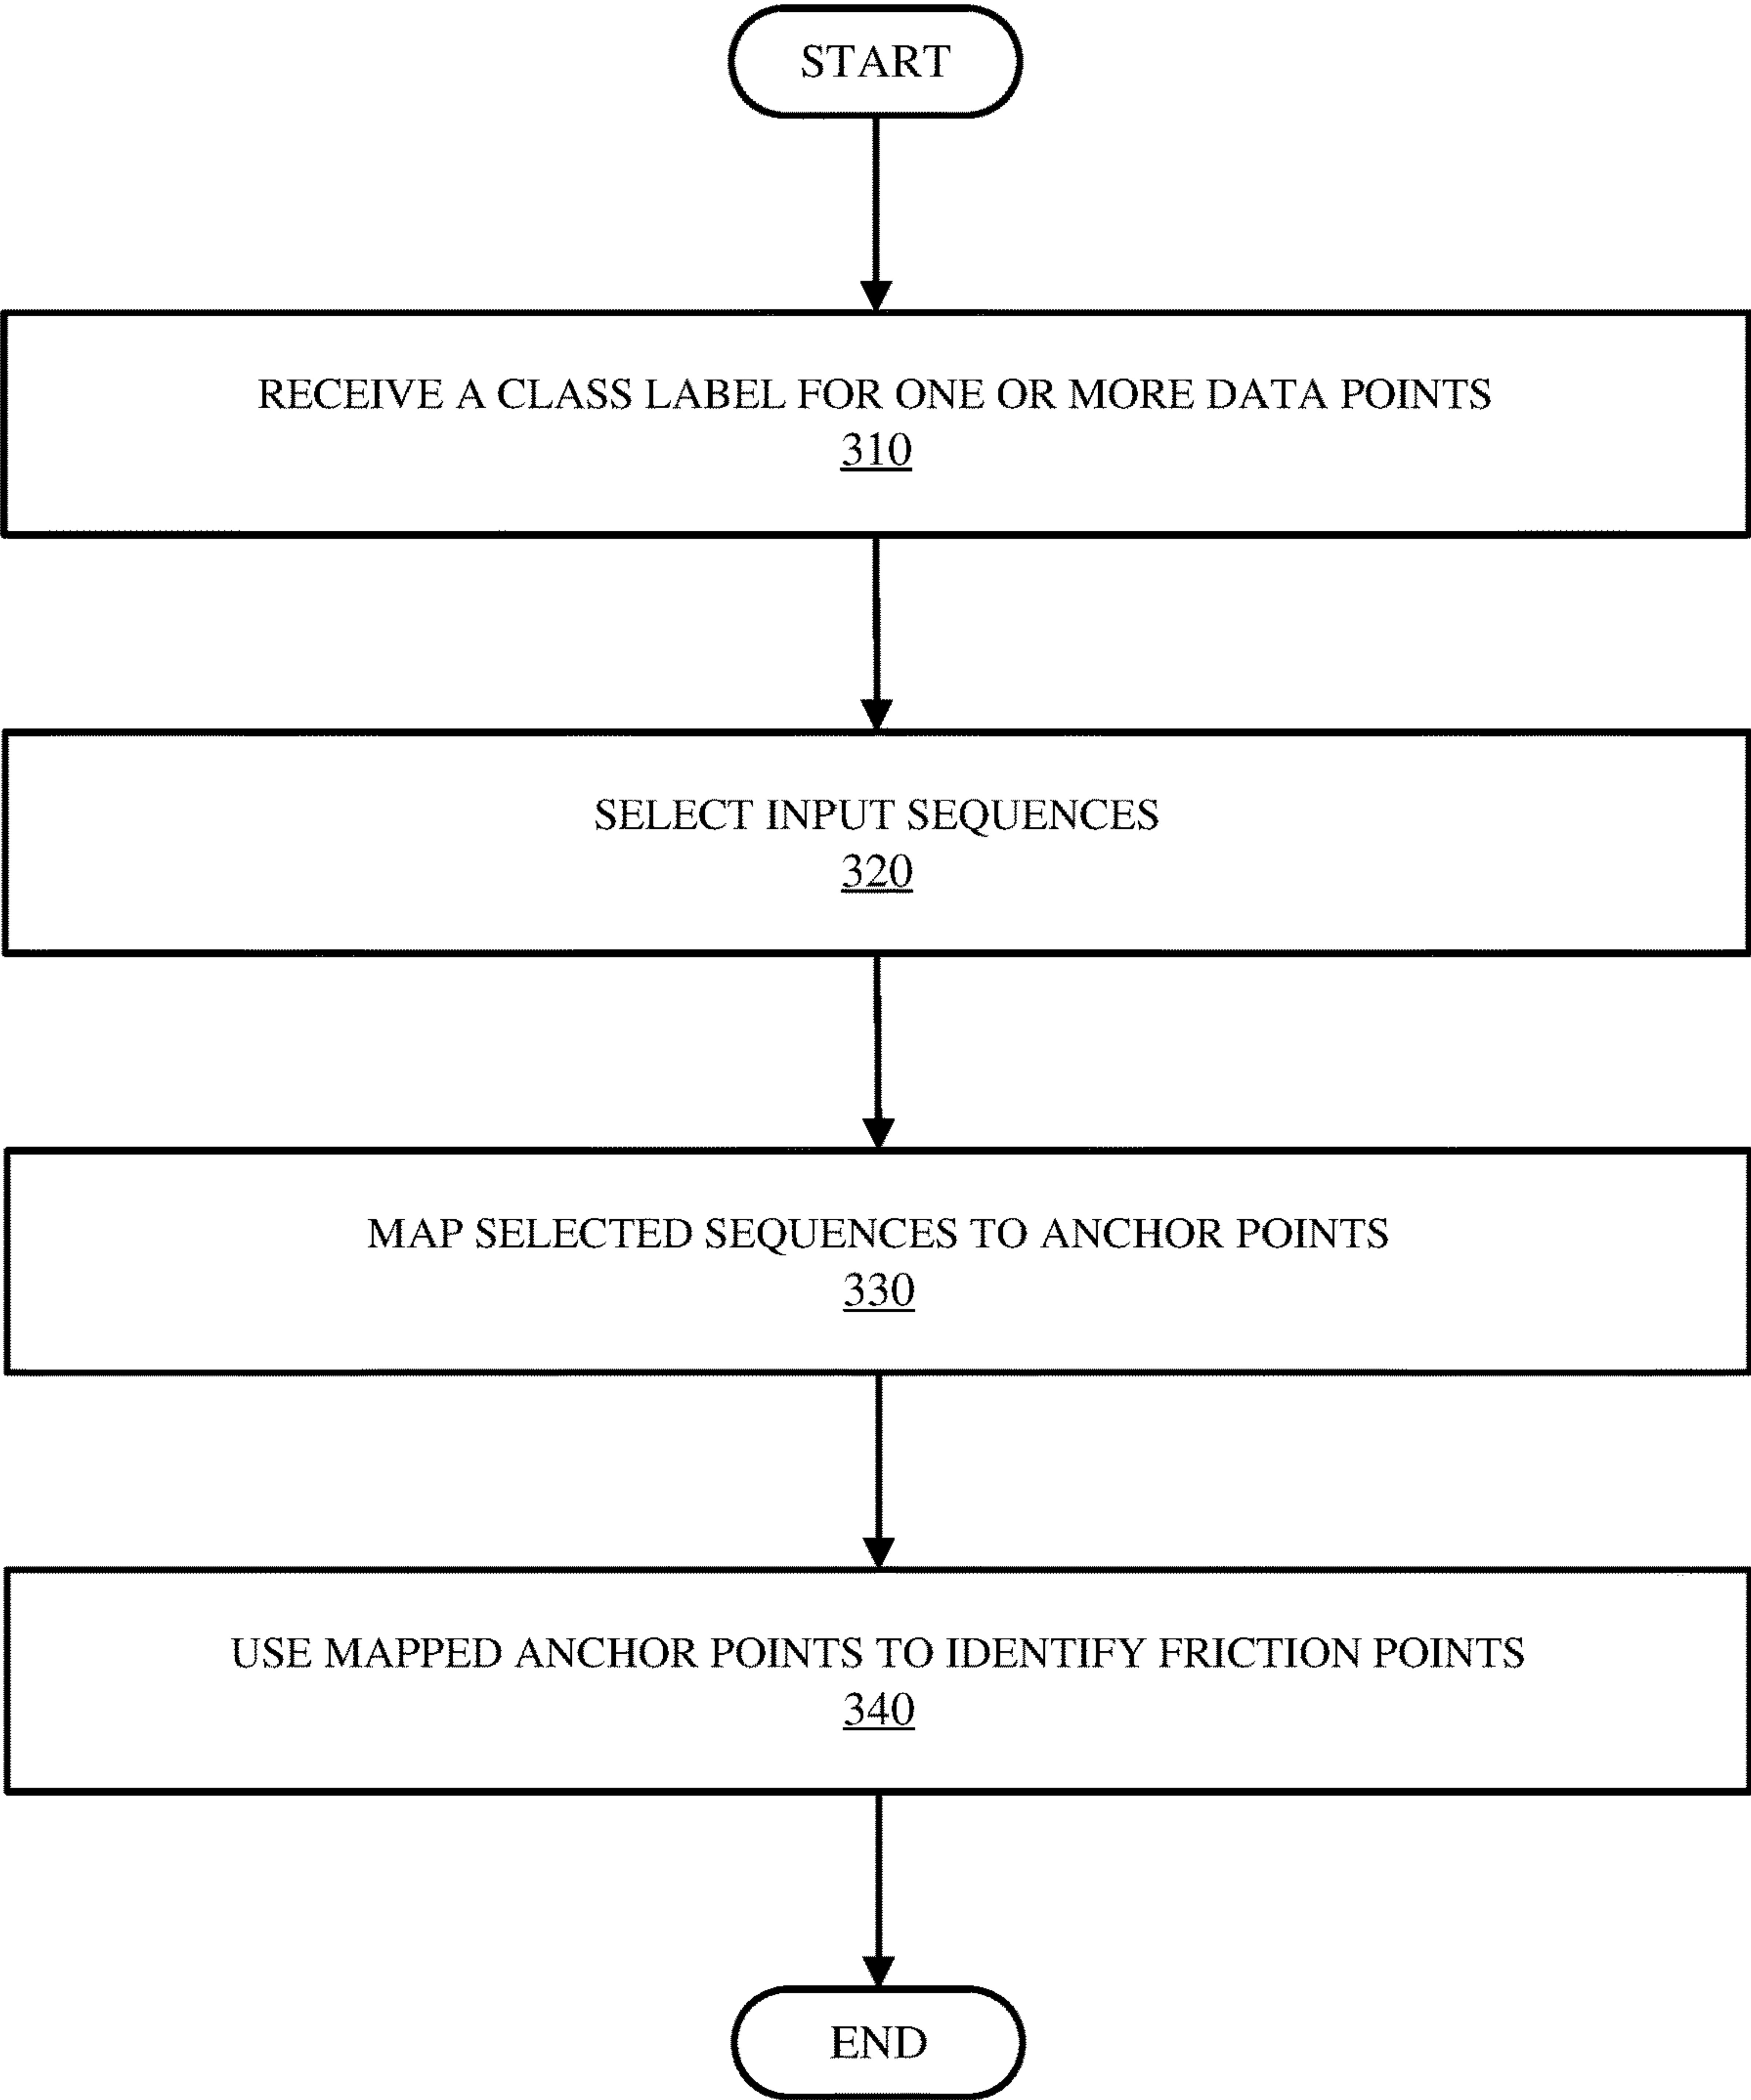 START
RECEIVE A CLASS LABEL FOR ONE OR MORE DATA POINTS
310
SELECT INPUT SEQUENCES
320
MAP SELECTED SEQUENCES TO ANCHOR POINTS
330
USE MAPPED ANCHOR POINTS TO IDENTIFY FRICTION POINTS
340
END